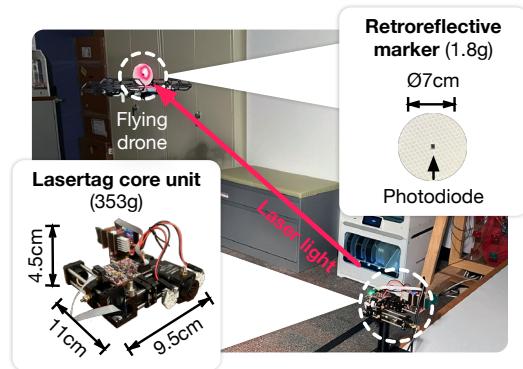 Retroreflective
marker (1.8g)
Ø7cm
Photodiode
Flying
drone
Laser light
Lasertag core unit
(353g)
4.5cm
11cm
9.5cm